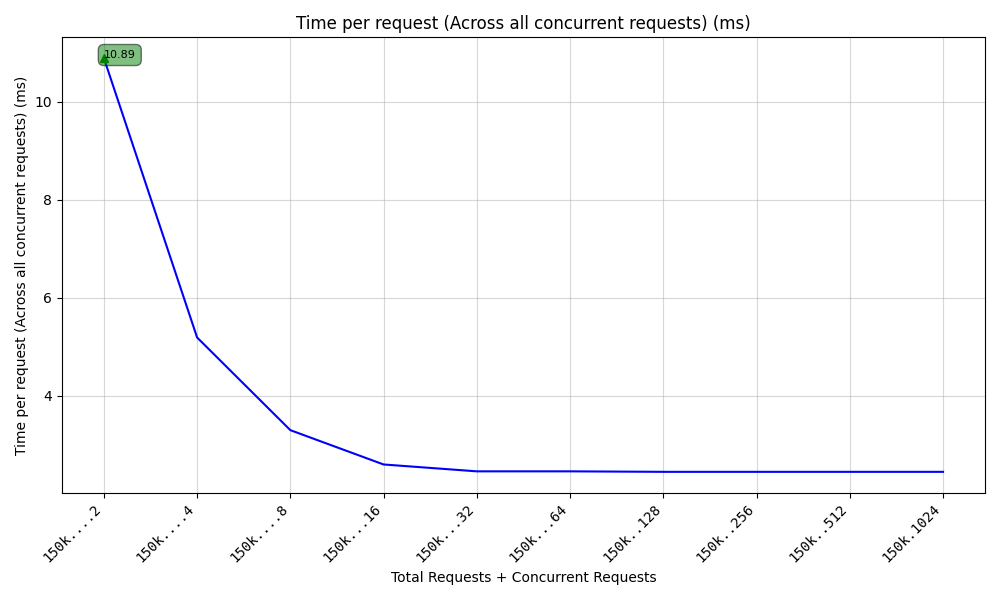 Time per request (Across all concurrent requests) (ms)
10.89
Time per request (Across all concurrent requests) (ms)
10
8
6
4
150k....2
150k....4
150k....8
150k...16
150k...32
150k...64
150k..128
150k..256
150k..512
150k.1024
Total Requests + Concurrent Requests